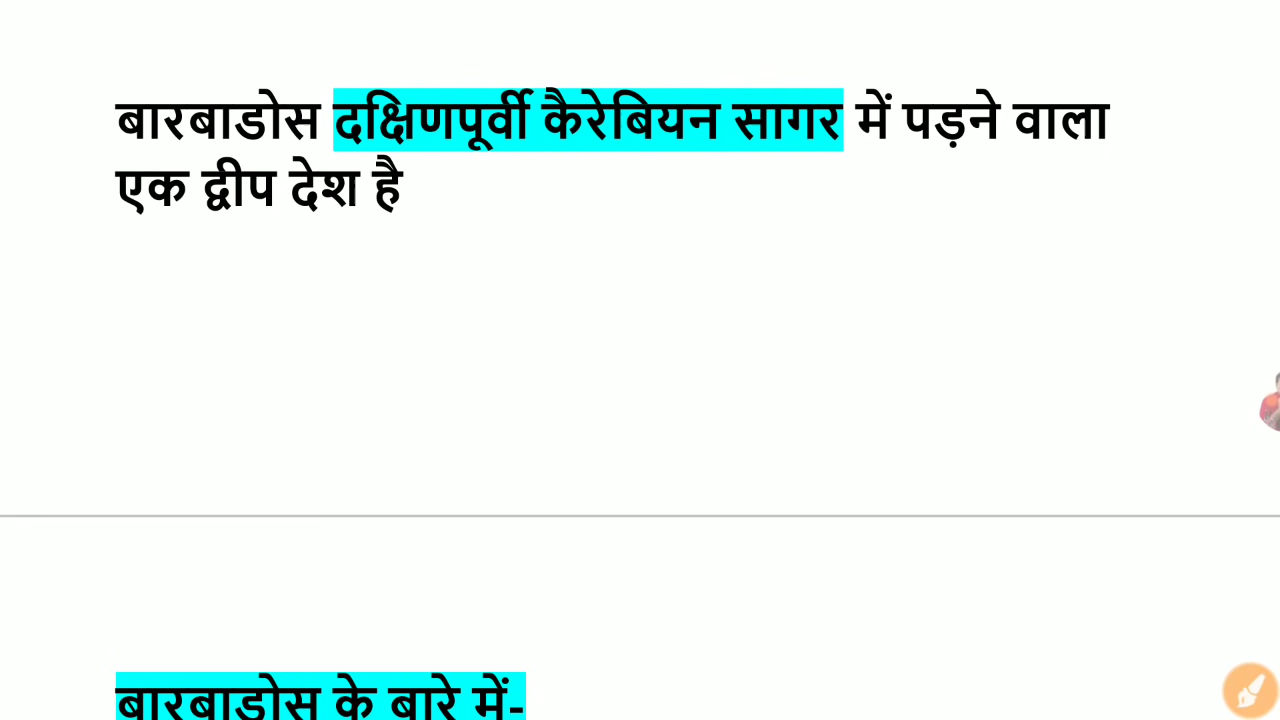 बारबाडोस दक्षिणपूर्वी कैरेबियन सागर में पड़ने वाला
एक द्वीप देश है
बारबाडोस के बारे में-